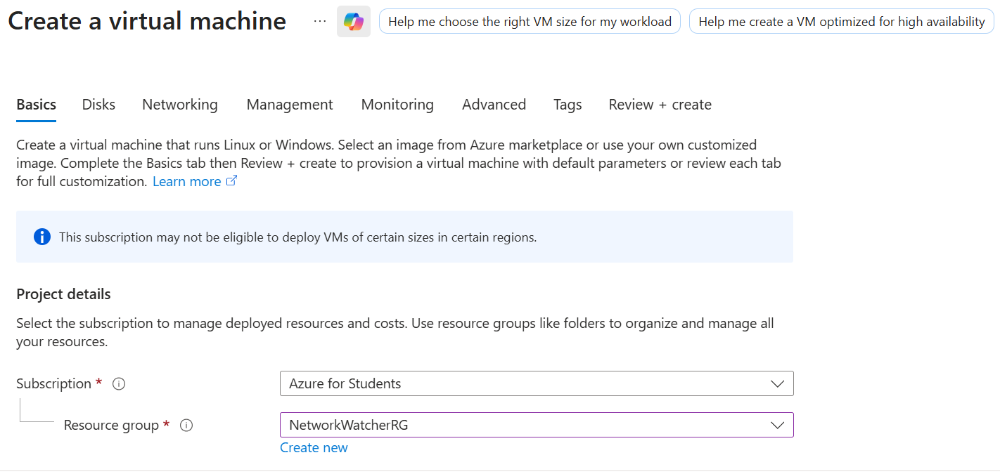 Create a virtual machine ... Help me choose the right VM size for my workload Help me create a VM optimized for high availability
Basics Disks Networking Management Monitoring Advanced Tags Review + create
Create a virtual machine that runs Linux or Windows. Select an image from Azure marketplace or use your own customized
image. Complete the Basics tab then Review + create to provision a virtual machine with default parameters or review each tab
for full customization. Learn more
This subscription may not be eligible to deploy VMs of certain sizes in certain regions.
Project details
Select the subscription to manage deployed resources and costs. Use resource groups like folders to organize and manage all
your resources.
Subscription * Azure for Students
Resource group * NetworkWatcherRG
Create new